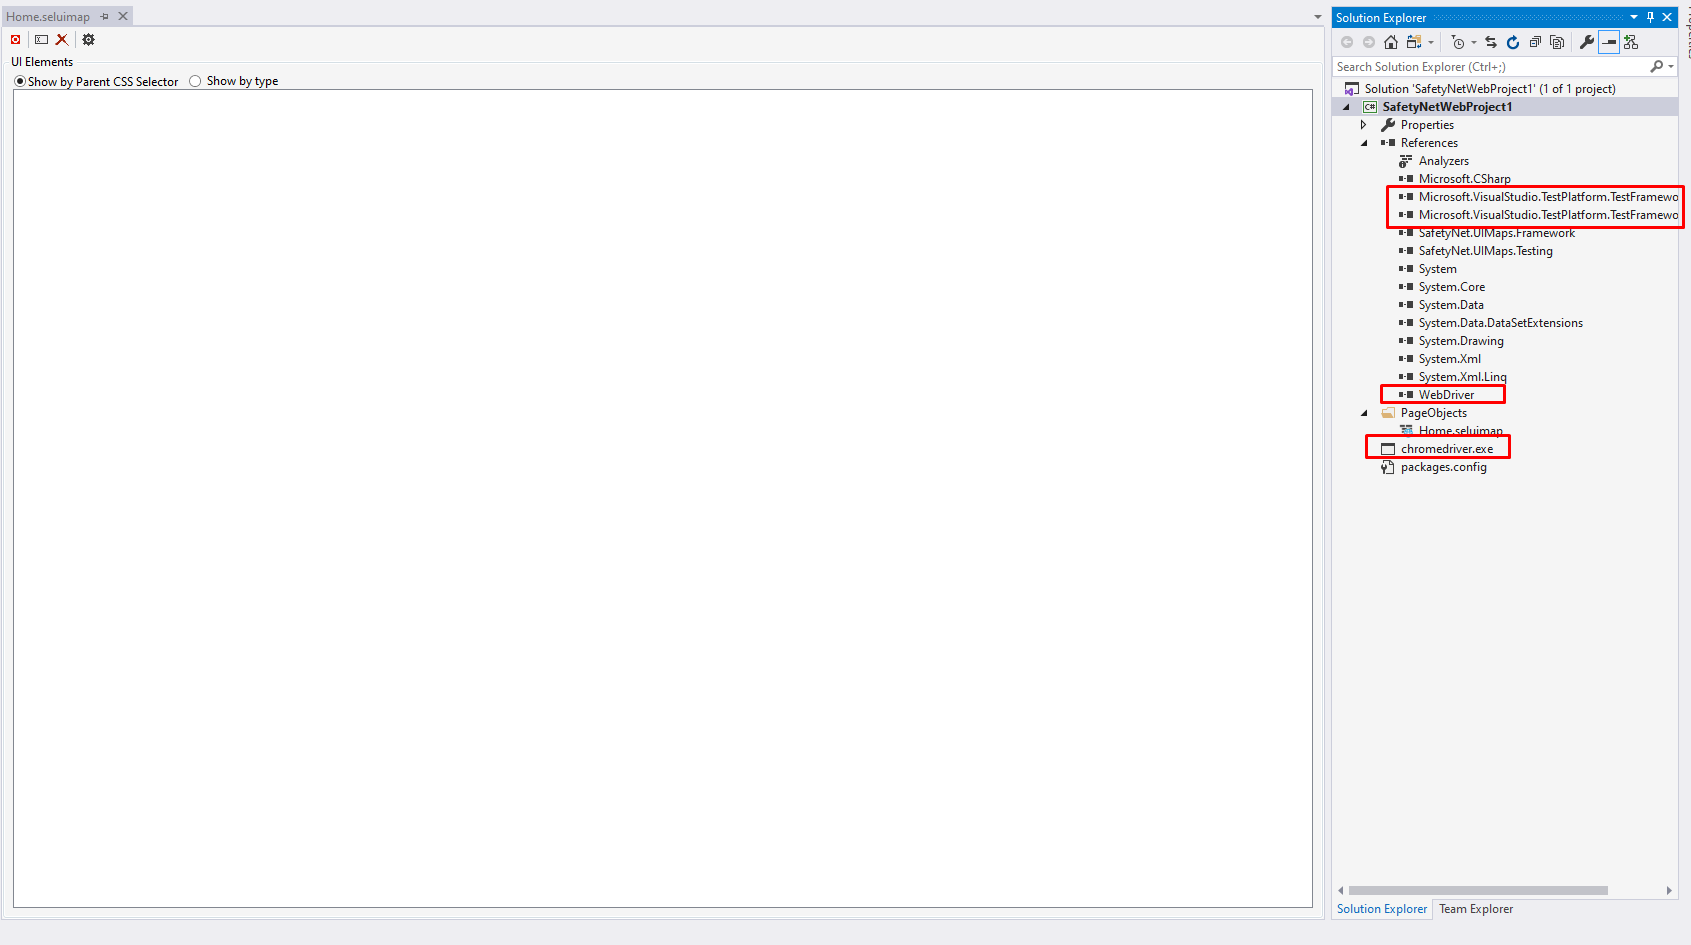 Home.seluimap
UI Elements
Show by Parent CSS Selector
Show by type
Solution Explorer
Search Solution Explorer (Ctrl+;)
Solution 'SafetyNetWebProject1' (1 of 1 project)
C# SafetyNetWebProject1
Properties
References
Analyzers
Microsoft.CSharp
Microsoft.VisualStudio.TestPlatform.TestFramewo
Microsoft.VisualStudio.TestPlatform.TestFramewo
SafetyNet.UIMaps.Framework
SafetyNet.UIMaps.Testing
System
System.Core
System.Data
System.Data.DataSetExtensions
System.Drawing
System.Xml
System.Xml.Linq
WebDriver
PageObjects
Home.seluimap
chromedriver.exe
packages.config
Solution Explorer
Team Explorer